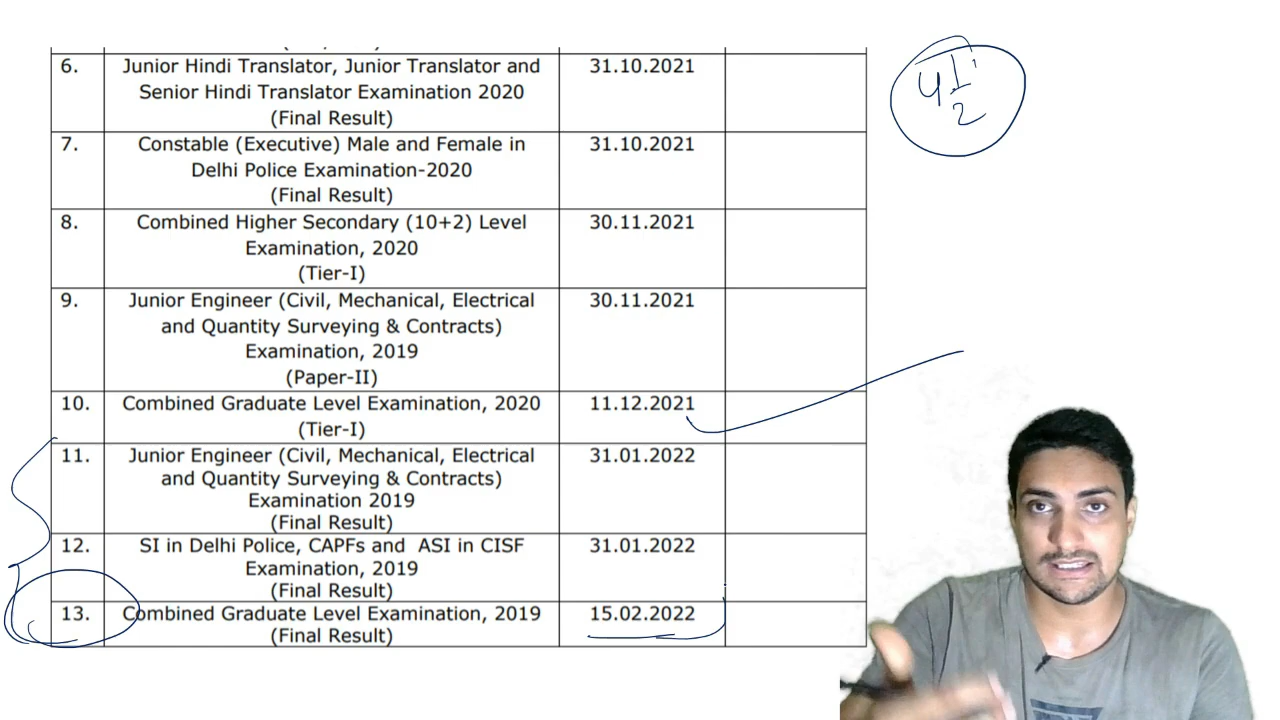 6. Junior Hindi Translator, Junior Translator and 31.10.2021
Senior Hindi Translator Examination 2020
(Final Result)
7. Constable (Executive) Male and Female in 31.10.2021
Delhi Police Examination-2020
(Final Result)
8. Combined Higher Secondary (10+2) Level 30.11.2021
Examination, 2020
(Tier-I)
9. Junior Engineer (Civil, Mechanical, Electrical 30.11.2021
and Quantity Surveying & Contracts)
Examination, 2019
(Paper-II)
10. Combined Graduate Level Examination, 2020 11.12.2021
(Tier-I)
11. Junior Engineer (Civil, Mechanical, Electrical 31.01.2022
and Quantity Surveying & Contracts)
Examination 2019
(Final Result)
12. SI in Delhi Police, CAPFs and ASI in CISF 31.01.2022
Examination, 2019
(Final Result)
13. Combined Graduate Level Examination, 2019 15.02.2022
(Final Result)